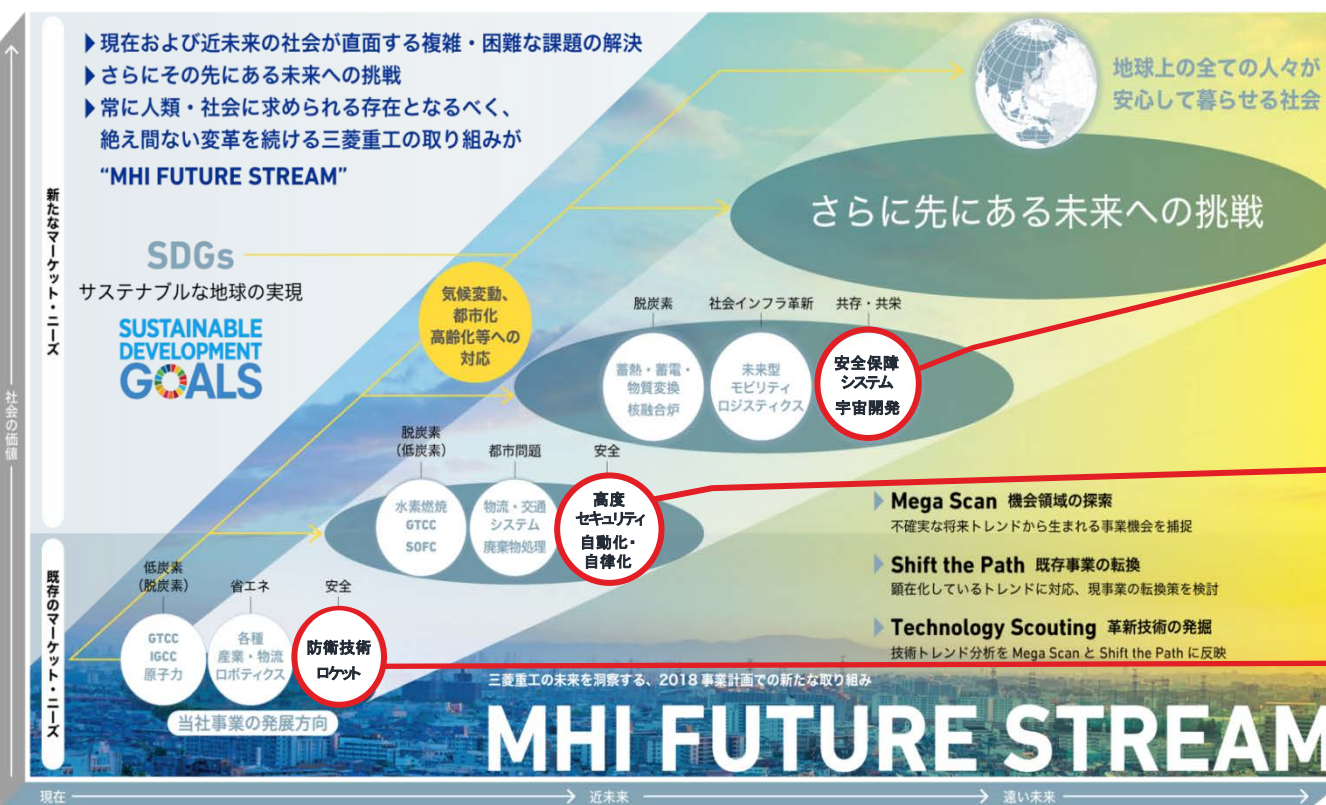 ▶現在および近未来の社会が直面する複雑・困難な課題の解決
▶さらにその先にある未来への挑戦
▶常に人類・社会に求められる存在となるべく、
絶え間ない変革を続ける三菱重工の取り組みが
“MHI FUTURE STREAM”
地球上の全ての人々が
安心して暮らせる社会
さらに先にある未来への挑戦
新たなマーケット・ニーズ
SDGs
サステナブルな地球の実現
SUSTAINABLE
DEVELOPMENT
GOALS
気候変動、
都市化
高齢化等への
対応
脱炭素
社会インフラ革新
共存・共栄
蓄熱・蓄電・
物質変換
核融合炉
未来型
モビリティ
ロジスティクス
安全保障
システム
宇宙開発
社会の価値
脱炭素
(低炭素)
都市問題
安全
水素燃焼
GTCC
SOFC
物流・交通
システム
廃棄物処理
高度
セキュリティ
自動化・
自律化
▶Mega Scan 機会領域の探索
不確実な将来トレンドから生まれる事業機会を捕捉
▶Shift the Path 既存事業の転換
顕在化しているトレンドに対応、現事業の転換策を検討
▶Technology Scouting 革新技術の発掘
技術トレンド分析を Mega Scan と Shift the Path に反映
既存のマーケット・ニーズ
低炭素
(脱炭素)
省エネ
安全
GTCC
IGCC
原子力
各種
産業・物流
ロボティクス
防衛技術
ロケット
当社事業の発展方向
三菱重工の未来を洞察する、2018 事業計画での新たな取り組み
MHI FUTURE STREAM
現在
近未来
遠い未来